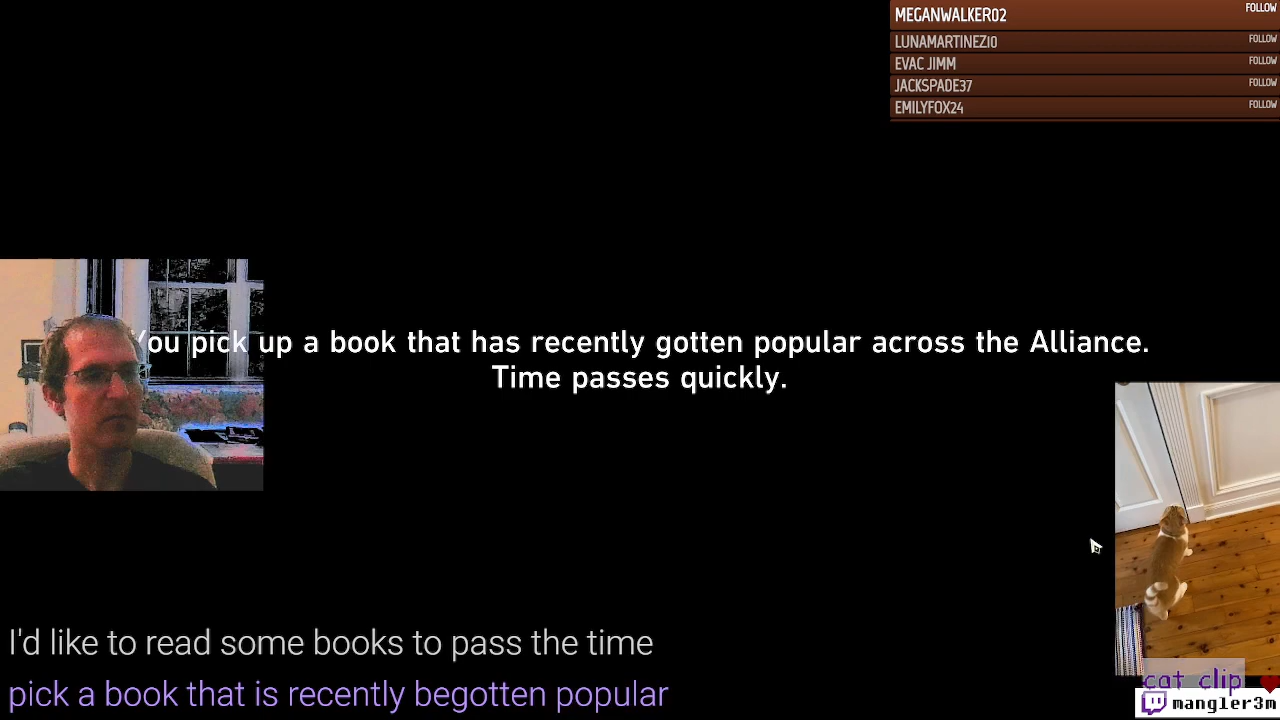 MEGANWALKER02 FOLLOW
LUNAMARTINEZ10 FOLLOW
EVAC JIMM FOLLOW
JACKSPADE37 FOLLOW
EMILYFOX24 FOLLOW
You pick up a book that has recently gotten popular across the Alliance.
Time passes quickly.
I'd like to read some books to pass the time
pick a book that is recently begotten popular
cat clip
mangler3m